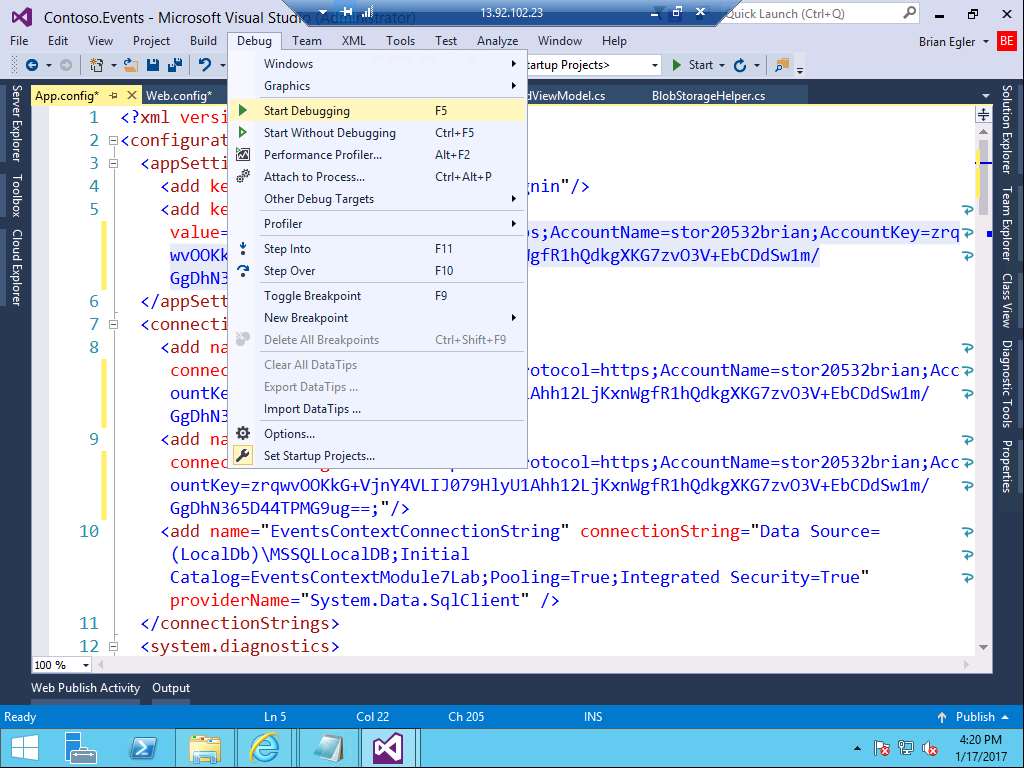 Contoso.Events - Microsoft Visual Studio (Administrator)
13.92.102.23
Quick Launch (Ctrl+Q)
File Edit View Project Build Debug Team XML Tools Test Analyze Window Help
Brian Egler
BE
Startup Projects>
Start
App.config* Web.config* dViewModel.cs BlobStorageHelper.cs
Server Explorer
Toolbox
Cloud Explorer
Windows
Graphics
Start Debugging F5
Start Without Debugging Ctrl+F5
Performance Profiler... Alt+F2
Attach to Process... Ctrl+Alt+P
Other Debug Targets
Profiler
Step Into F11
Step Over F10
Toggle Breakpoint F9
New Breakpoint
Delete All Breakpoints Ctrl+Shift+F9
Clear All DataTips
Export DataTips ...
Import DataTips ...
Options...
Set Startup Projects...
1 <?xml versi
2 <configurat
3 <appSetti
4 <add ke nin"/>
5 <add ke
value= s;AccountName=stor20532brian;AccountKey=zrq
wvOOKk WgfR1hQdkgXKG7zvO3V+EbCDdSw1m/
GgDhN3
6 </appSett
7 <connecti
8 <add na
connec rotocol=https;AccountName=stor20532brian;Acc
ountKe Ahh12LjKxnWgfR1hQdkgXKG7zvO3V+EbCDdSw1m/
GgDhN3
9 <add na
connec rotocol=https;AccountName=stor20532brian;Acc
ountKey=zrqwvOOKkG+VjnY4VLIJ079HlyU1Ahh12LjKxnWgfR1hQdkgXKG7zvO3V+EbCDdSw1m/
GgDhN365D44TPMG9ug==;"/>
10 <add name="EventsContextConnectionString" connectionString="Data Source=
(LocalDb)\MSSQLLocalDB;Initial
Catalog=EventsContextModule7Lab;Pooling=True;Integrated Security=True"
providerName="System.Data.SqlClient" />
11 </connectionStrings>
12 <system.diagnostics>
Solution Explorer
Team Explorer
Class View
Diagnostic Tools
Properties
100 %
Web Publish Activity Output
Ready Ln 5 Col 22 Ch 205 INS Publish
4:20 PM
1/17/2017